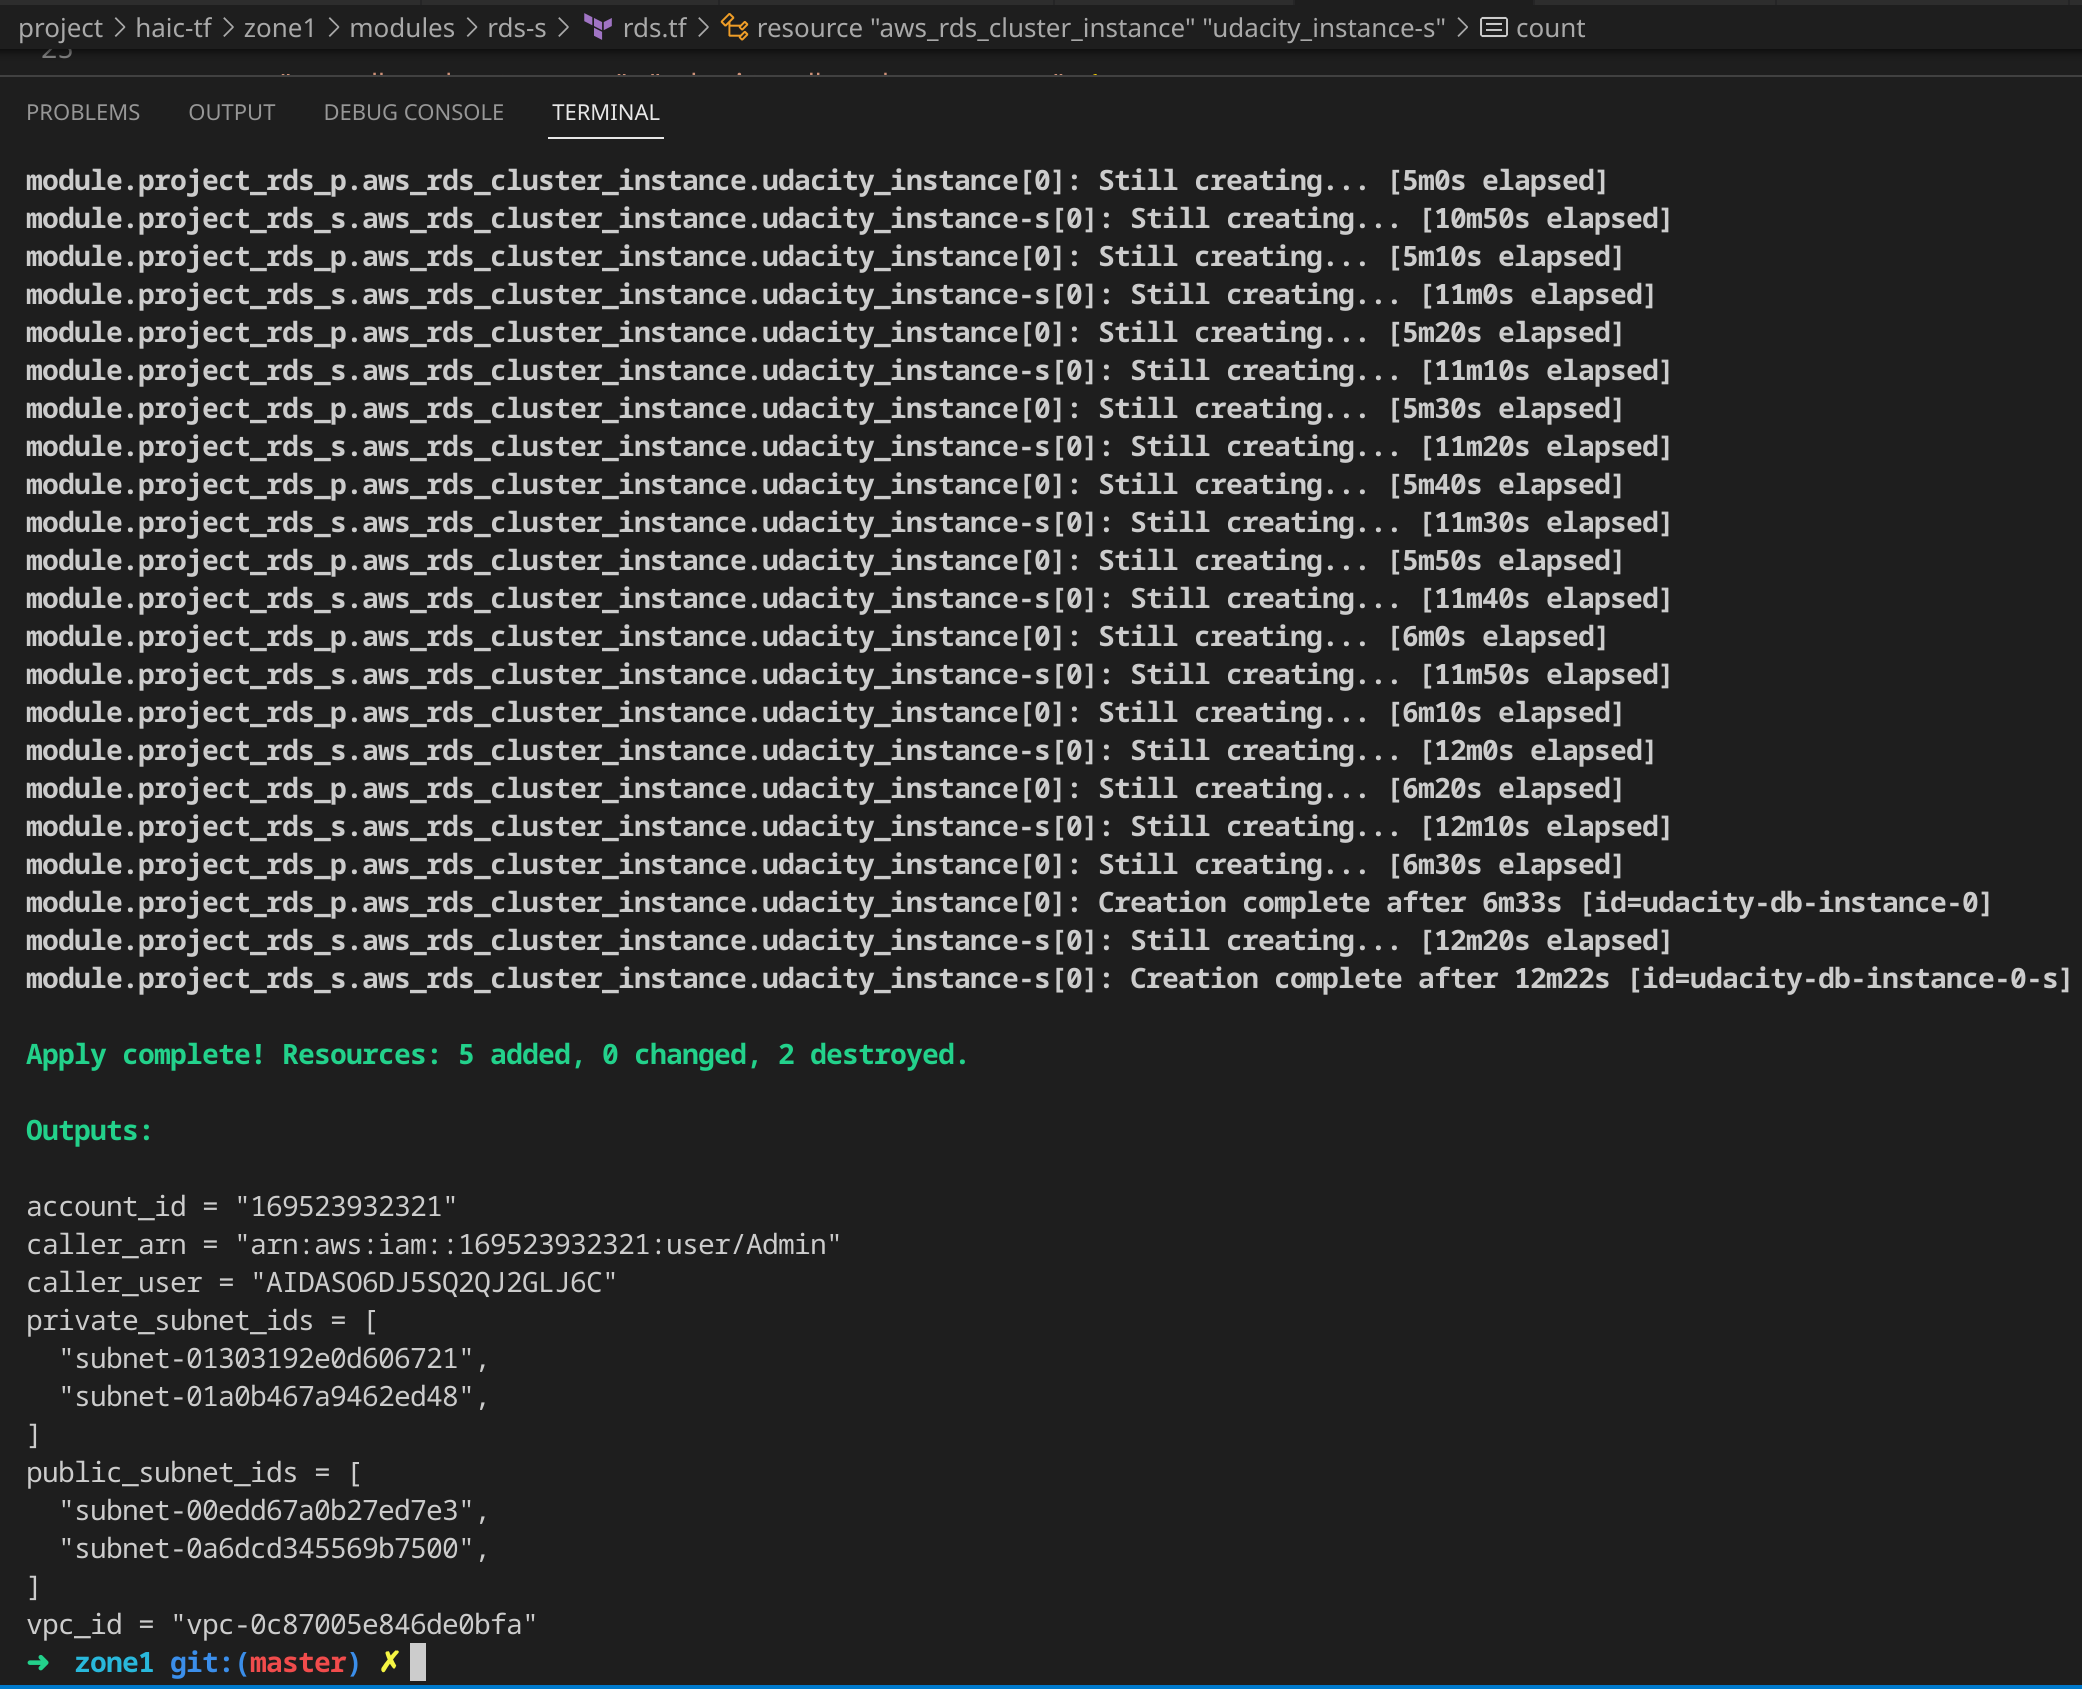 project > haic-tf > zone1 > modules > rds-s > rds.tf > resource "aws_rds_cluster_instance" "udacity_instance-s" > count
PROBLEMS OUTPUT DEBUG CONSOLE TERMINAL
module.project_rds_p.aws_rds_cluster_instance.udacity_instance[0]: Still creating... [5m0s elapsed]
module.project_rds_s.aws_rds_cluster_instance.udacity_instance-s[0]: Still creating... [10m50s elapsed]
module.project_rds_p.aws_rds_cluster_instance.udacity_instance[0]: Still creating... [5m10s elapsed]
module.project_rds_s.aws_rds_cluster_instance.udacity_instance-s[0]: Still creating... [11m0s elapsed]
module.project_rds_p.aws_rds_cluster_instance.udacity_instance[0]: Still creating... [5m20s elapsed]
module.project_rds_s.aws_rds_cluster_instance.udacity_instance-s[0]: Still creating... [11m10s elapsed]
module.project_rds_p.aws_rds_cluster_instance.udacity_instance[0]: Still creating... [5m30s elapsed]
module.project_rds_s.aws_rds_cluster_instance.udacity_instance-s[0]: Still creating... [11m20s elapsed]
module.project_rds_p.aws_rds_cluster_instance.udacity_instance[0]: Still creating... [5m40s elapsed]
module.project_rds_s.aws_rds_cluster_instance.udacity_instance-s[0]: Still creating... [11m30s elapsed]
module.project_rds_p.aws_rds_cluster_instance.udacity_instance[0]: Still creating... [5m50s elapsed]
module.project_rds_s.aws_rds_cluster_instance.udacity_instance-s[0]: Still creating... [11m40s elapsed]
module.project_rds_p.aws_rds_cluster_instance.udacity_instance[0]: Still creating... [6m0s elapsed]
module.project_rds_s.aws_rds_cluster_instance.udacity_instance-s[0]: Still creating... [11m50s elapsed]
module.project_rds_p.aws_rds_cluster_instance.udacity_instance[0]: Still creating... [6m10s elapsed]
module.project_rds_s.aws_rds_cluster_instance.udacity_instance-s[0]: Still creating... [12m0s elapsed]
module.project_rds_p.aws_rds_cluster_instance.udacity_instance[0]: Still creating... [6m20s elapsed]
module.project_rds_s.aws_rds_cluster_instance.udacity_instance-s[0]: Still creating... [12m10s elapsed]
module.project_rds_p.aws_rds_cluster_instance.udacity_instance[0]: Still creating... [6m30s elapsed]
module.project_rds_p.aws_rds_cluster_instance.udacity_instance[0]: Creation complete after 6m33s [id=udacity-db-instance-0]
module.project_rds_s.aws_rds_cluster_instance.udacity_instance-s[0]: Still creating... [12m20s elapsed]
module.project_rds_s.aws_rds_cluster_instance.udacity_instance-s[0]: Creation complete after 12m22s [id=udacity-db-instance-0-s]
Apply complete! Resources: 5 added, 0 changed, 2 destroyed.
Outputs:
account_id = "169523932321"
caller_arn = "arn:aws:iam::169523932321:user/Admin"
caller_user = "AIDASO6DJ5SQ2QJ2GLJ6C"
private_subnet_ids = [
  "subnet-01303192e0d606721",
  "subnet-01a0b467a9462ed48",
]
public_subnet_ids = [
  "subnet-00edd67a0b27ed7e3",
  "subnet-0a6dcd345569b7500",
]
vpc_id = "vpc-0c87005e846de0bfa"
➜ zone1 git:(master) ✗